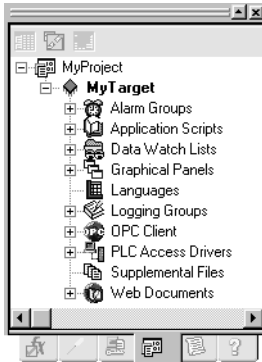 MyProject
MyTarget
Alarm Groups
Application Scripts
Data Watch Lists
Graphical Panels
Languages
Logging Groups
OPC Client
PLC Access Drivers
Supplemental Files
Web Documents